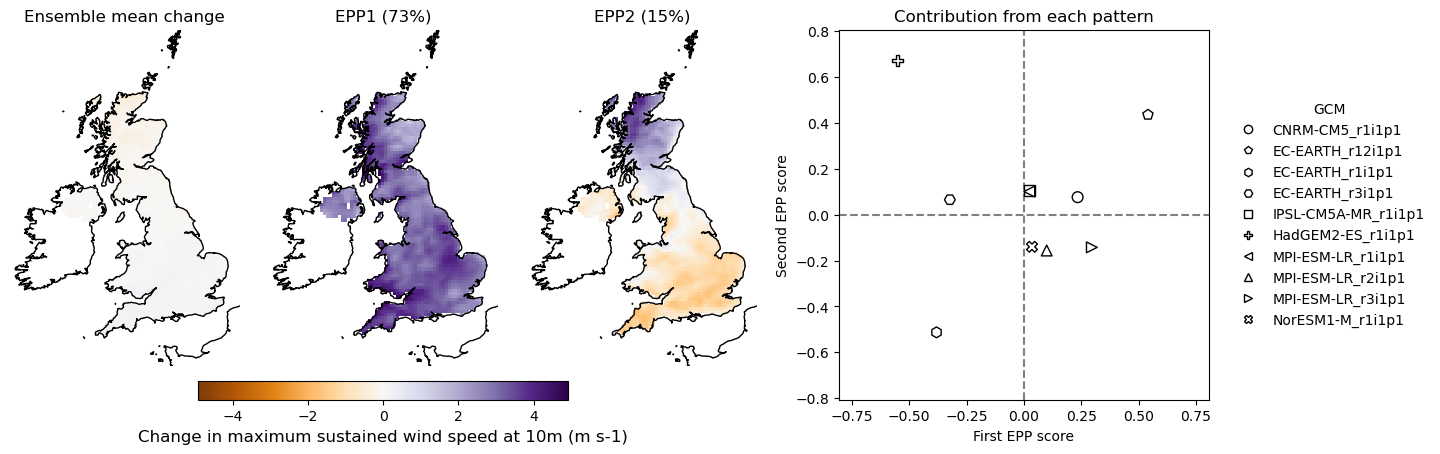 Ensemble mean change
EPP1 (73%)
EPP2 (15%)
−4 −2 0 2 4
Change in maximum sustained wind speed at 10m (m s-1)
Contribution from each pattern
0.8
0.6
0.4
0.2
0.0
−0.2
−0.4
−0.6
−0.8
Second EPP score
−0.75 −0.50 −0.25 0.00 0.25 0.50 0.75
First EPP score
GCM
CNRM-CM5_r1i1p1
EC-EARTH_r12i1p1
EC-EARTH_r1i1p1
EC-EARTH_r3i1p1
IPSL-CM5A-MR_r1i1p1
HadGEM2-ES_r1i1p1
MPI-ESM-LR_r1i1p1
MPI-ESM-LR_r2i1p1
MPI-ESM-LR_r3i1p1
NorESM1-M_r1i1p1